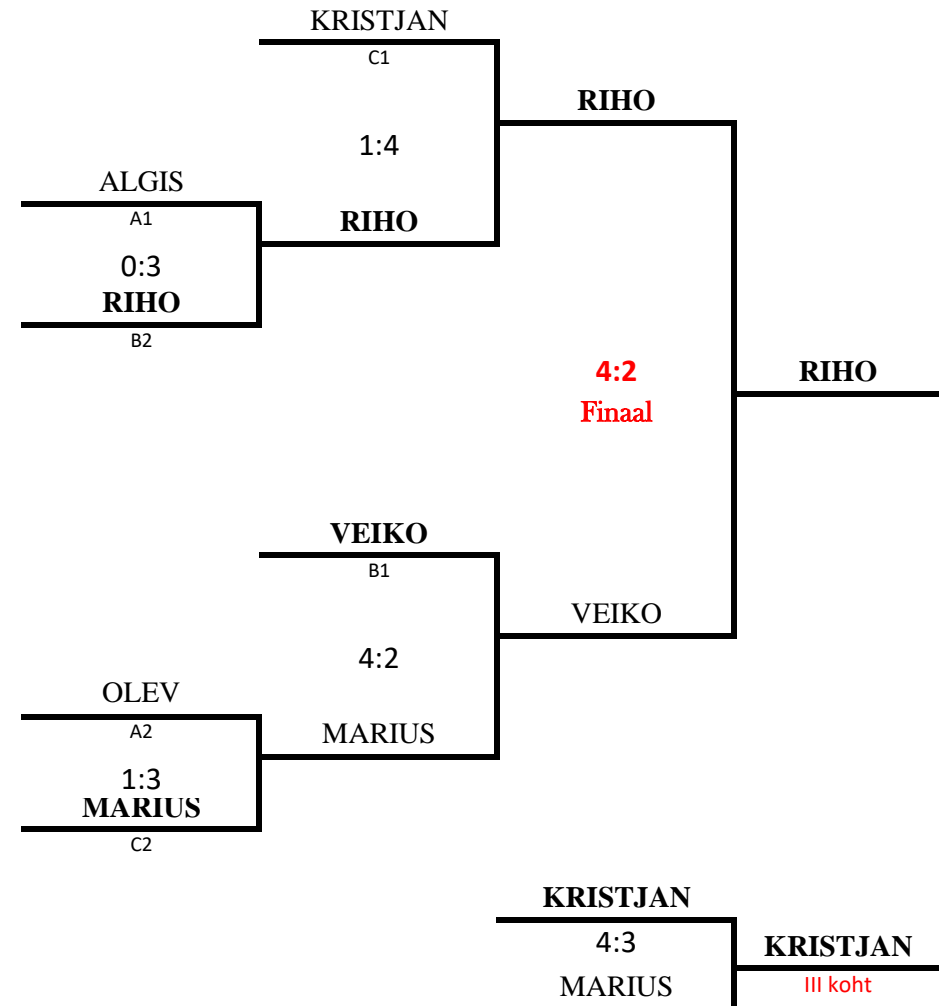 KRISTJAN
C1
RIHO
1:4
ALGIS
A1
RIHO
0:3
RIHO
B2
4:2
RIHO
Finaal
VEIKO
B1
VEIKO
4:2
OLEV
A2
MARIUS
1:3
MARIUS
C2
KRISTJAN
4:3
KRISTJAN
MARIUS
III koht